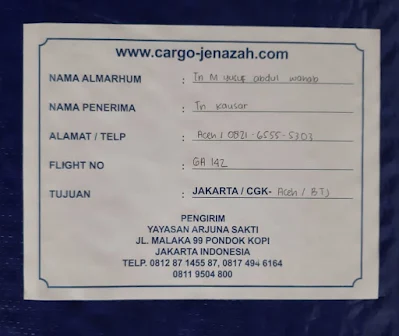 www.cargo-jenazah.com
NAMA ALMARHUM : Tn M yusuf abdul wahab
NAMA PENERIMA : Tn kausar
ALAMAT / TELP : Aceh / 0821-6555-5303
FLIGHT NO : GA 142
TUJUAN : JAKARTA / CGK- Aceh / BTJ
PENGIRIM
YAYASAN ARJUNA SAKTI
JL. MALAKA 99 PONDOK KOPI
JAKARTA INDONESIA
TELP. 0812 87 1455 87, 0817 494 6164
0811 9504 800